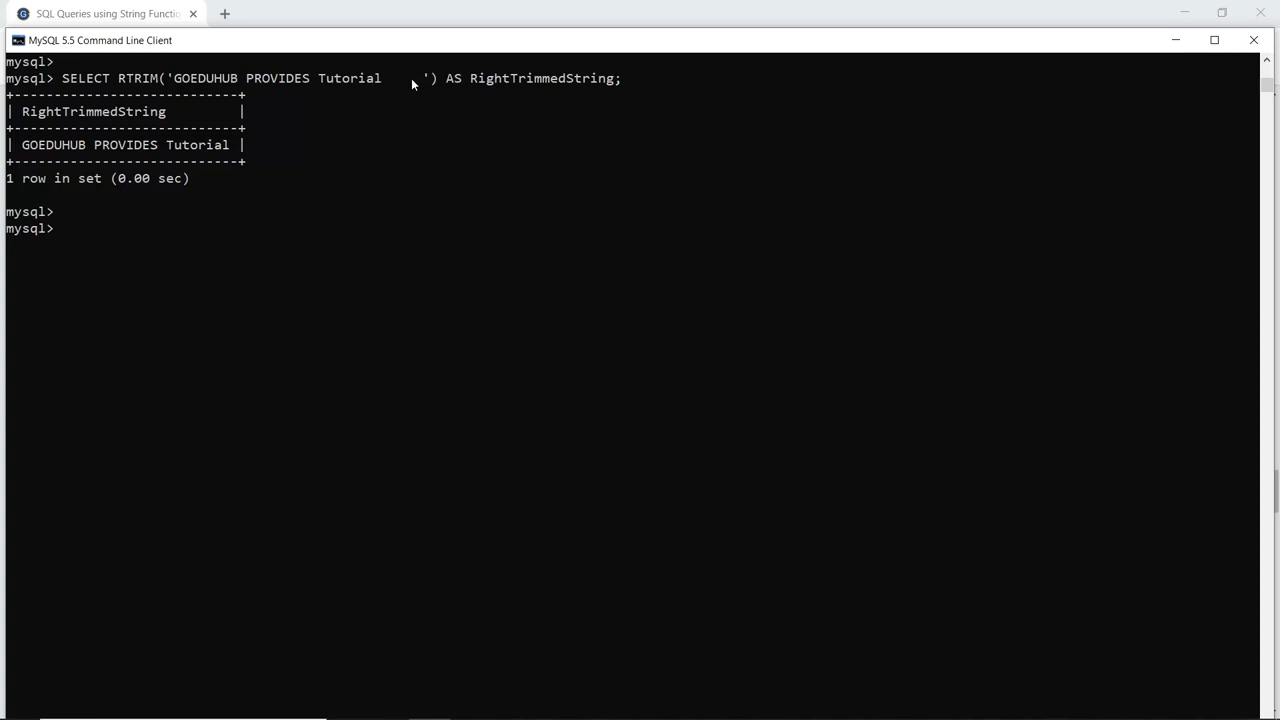 SQL Queries using String Functio
MySQL 5.5 Command Line Client
mysql>
mysql> SELECT RTRIM('GOEDUHUB PROVIDES Tutorial     ') AS RightTrimmedString;
+----------------------------+
| RightTrimmedString         |
+----------------------------+
| GOEDUHUB PROVIDES Tutorial |
+----------------------------+
1 row in set (0.00 sec)
mysql>
mysql>